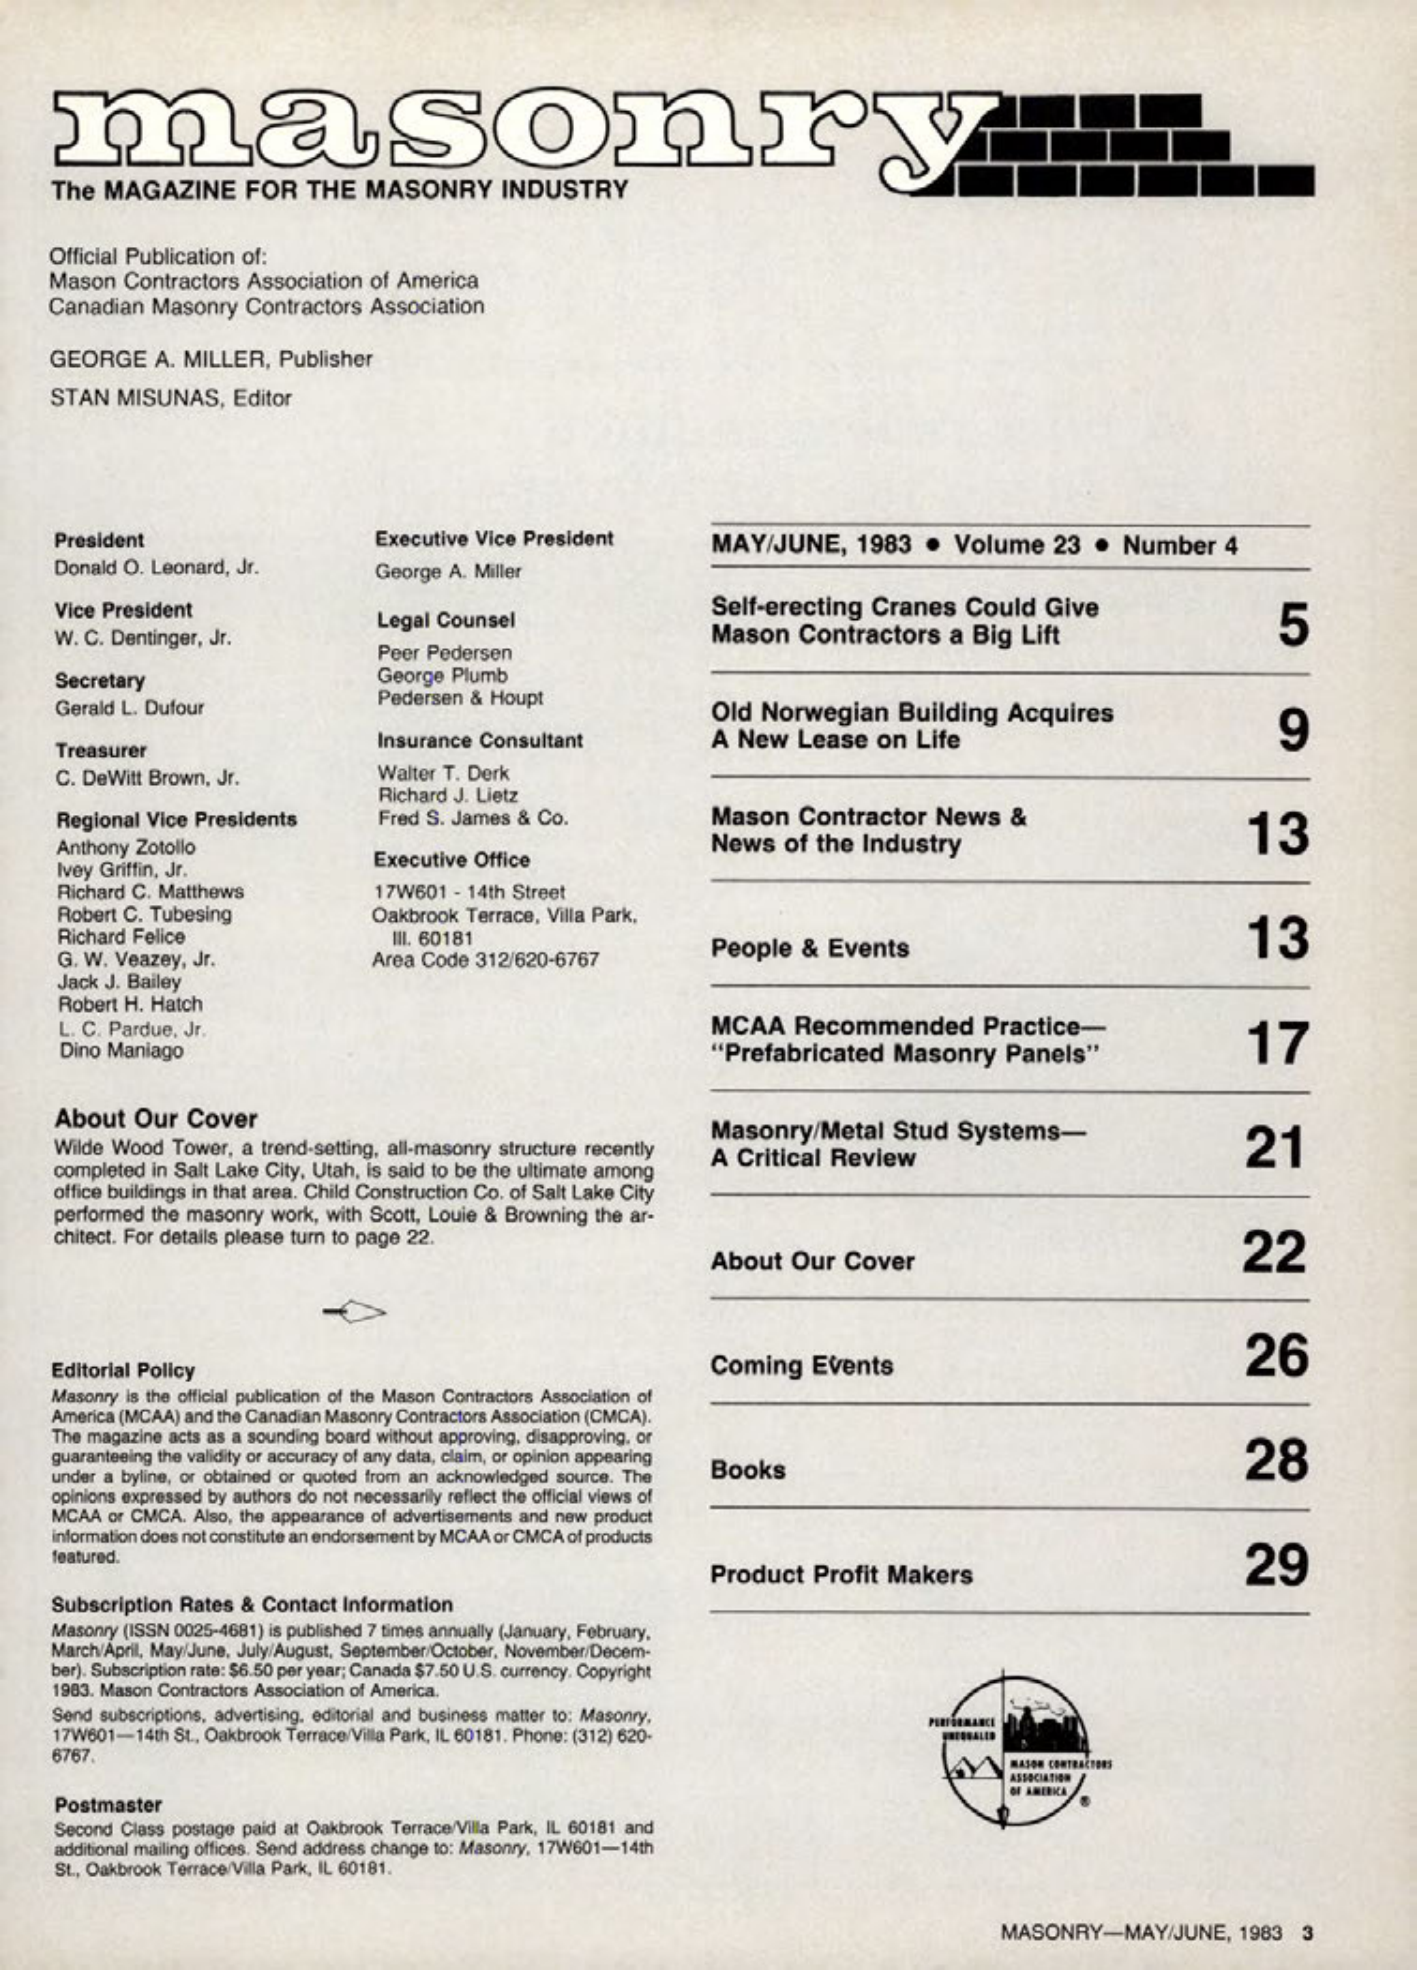 masonry
The MAGAZINE FOR THE MASONRY INDUSTRY
Official Publication of:
Mason Contractors Association of America
Canadian Masonry Contractors Association
GEORGE A. MILLER, Publisher
STAN MISUNAS, Editor
President
Donald O. Leonard, Jr.
Vice President
W. C. Dentinger, Jr.
Secretary
Gerald L. Dufour
Treasurer
C. DeWitt Brown, Jr.
Regional Vice Presidents
Anthony Zotollo
Ivey Griffin, Jr.
Richard C. Matthews
Robert C. Tubesing
Richard Felice
G. W. Veazey, Jr.
Jack J. Bailey
Robert H. Hatch
L. C. Pardue, Jr.
Dino Maniago
Executive Vice President
George A. Miller
Legal Counsel
Peer Pedersen
George Plumb
Pedersen & Houpt
Insurance Consultant
Walter T. Derk
Richard J. Lietz
Fred S. James & Co.
Executive Office
17W601 - 14th Street
Oakbrook Terrace, Villa Park,
Ill. 60181
Area Code 312/620-6767
About Our Cover
Wilde Wood Tower, a trend-setting, all-masonry structure recently
completed in Salt Lake City, Utah, is said to be the ultimate among
office buildings in that area. Child Construction Co. of Salt Lake City
performed the masonry work, with Scott, Louie & Browning the ar-
chitect. For details please turn to page 22.
Editorial Policy
Masonry is the official publication of the Mason Contractors Association of
America (MCAA) and the Canadian Masonry Contractors Association (CMCA).
The magazine acts as a sounding board without approving, disapproving, or
guaranteeing the validity or accuracy of any data, claim, or opinion appearing
under a byline, or obtained or quoted from an acknowledged source. The
opinions expressed by authors do not necessarily reflect the official views of
MCAA or CMCA. Also, the appearance of advertisements and new product
information does not constitute an endorsement by MCAA or CMCA of products
featured.
Subscription Rates & Contact Information
Masonry (ISSN 0025-4681) is published 7 times annually (January, February,
March/April, May/June, July/August, September/October, November/Decem-
ber). Subscription rate: $6.50 per year; Canada $7.50 U.S. currency. Copyright
1983. Mason Contractors Association of America.
Send subscriptions, advertising, editorial and business matter to: Masonry,
17W601—14th St., Oakbrook Terrace/Villa Park, IL 60181. Phone: (312) 620-
6767.
Postmaster
Second Class postage paid at Oakbrook Terrace/Villa Park, IL 60181 and
additional mailing offices. Send address change to: Masonry, 17W601—14th
St., Oakbrook Terrace/Villa Park, IL 60181.
MAY/JUNE, 1983 ● Volume 23 ● Number 4
Self-erecting Cranes Could Give
Mason Contractors a Big Lift 5
Old Norwegian Building Acquires
A New Lease on Life 9
Mason Contractor News &
News of the Industry 13
People & Events 13
MCAA Recommended Practice—
“Prefabricated Masonry Panels” 17
Masonry/Metal Stud Systems—
A Critical Review 21
About Our Cover 22
Coming Events 26
Books 28
Product Profit Makers 29
PERFORMANCE
UNEQUALED
MASON CONTRACTORS
ASSOCIATION
OF AMERICA
®
MASONRY—MAY/JUNE, 1983 3